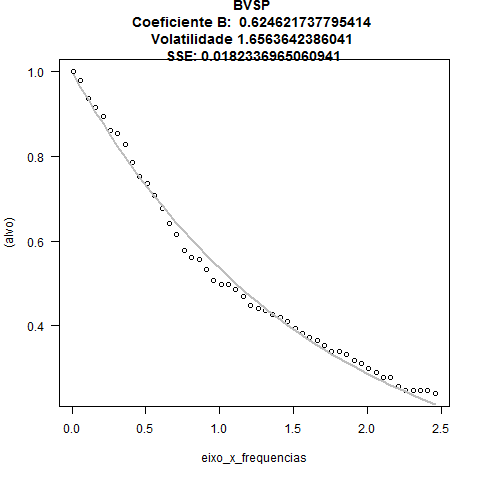 BVSP
Coeficiente B:  0.624621737795414
Volatilidade 1.6563642386041
SSE: 0.0182336965060941
1.0
0.8
0.6
0.4
(alvo)
0.0 0.5 1.0 1.5 2.0 2.5
eixo_x_frequencias